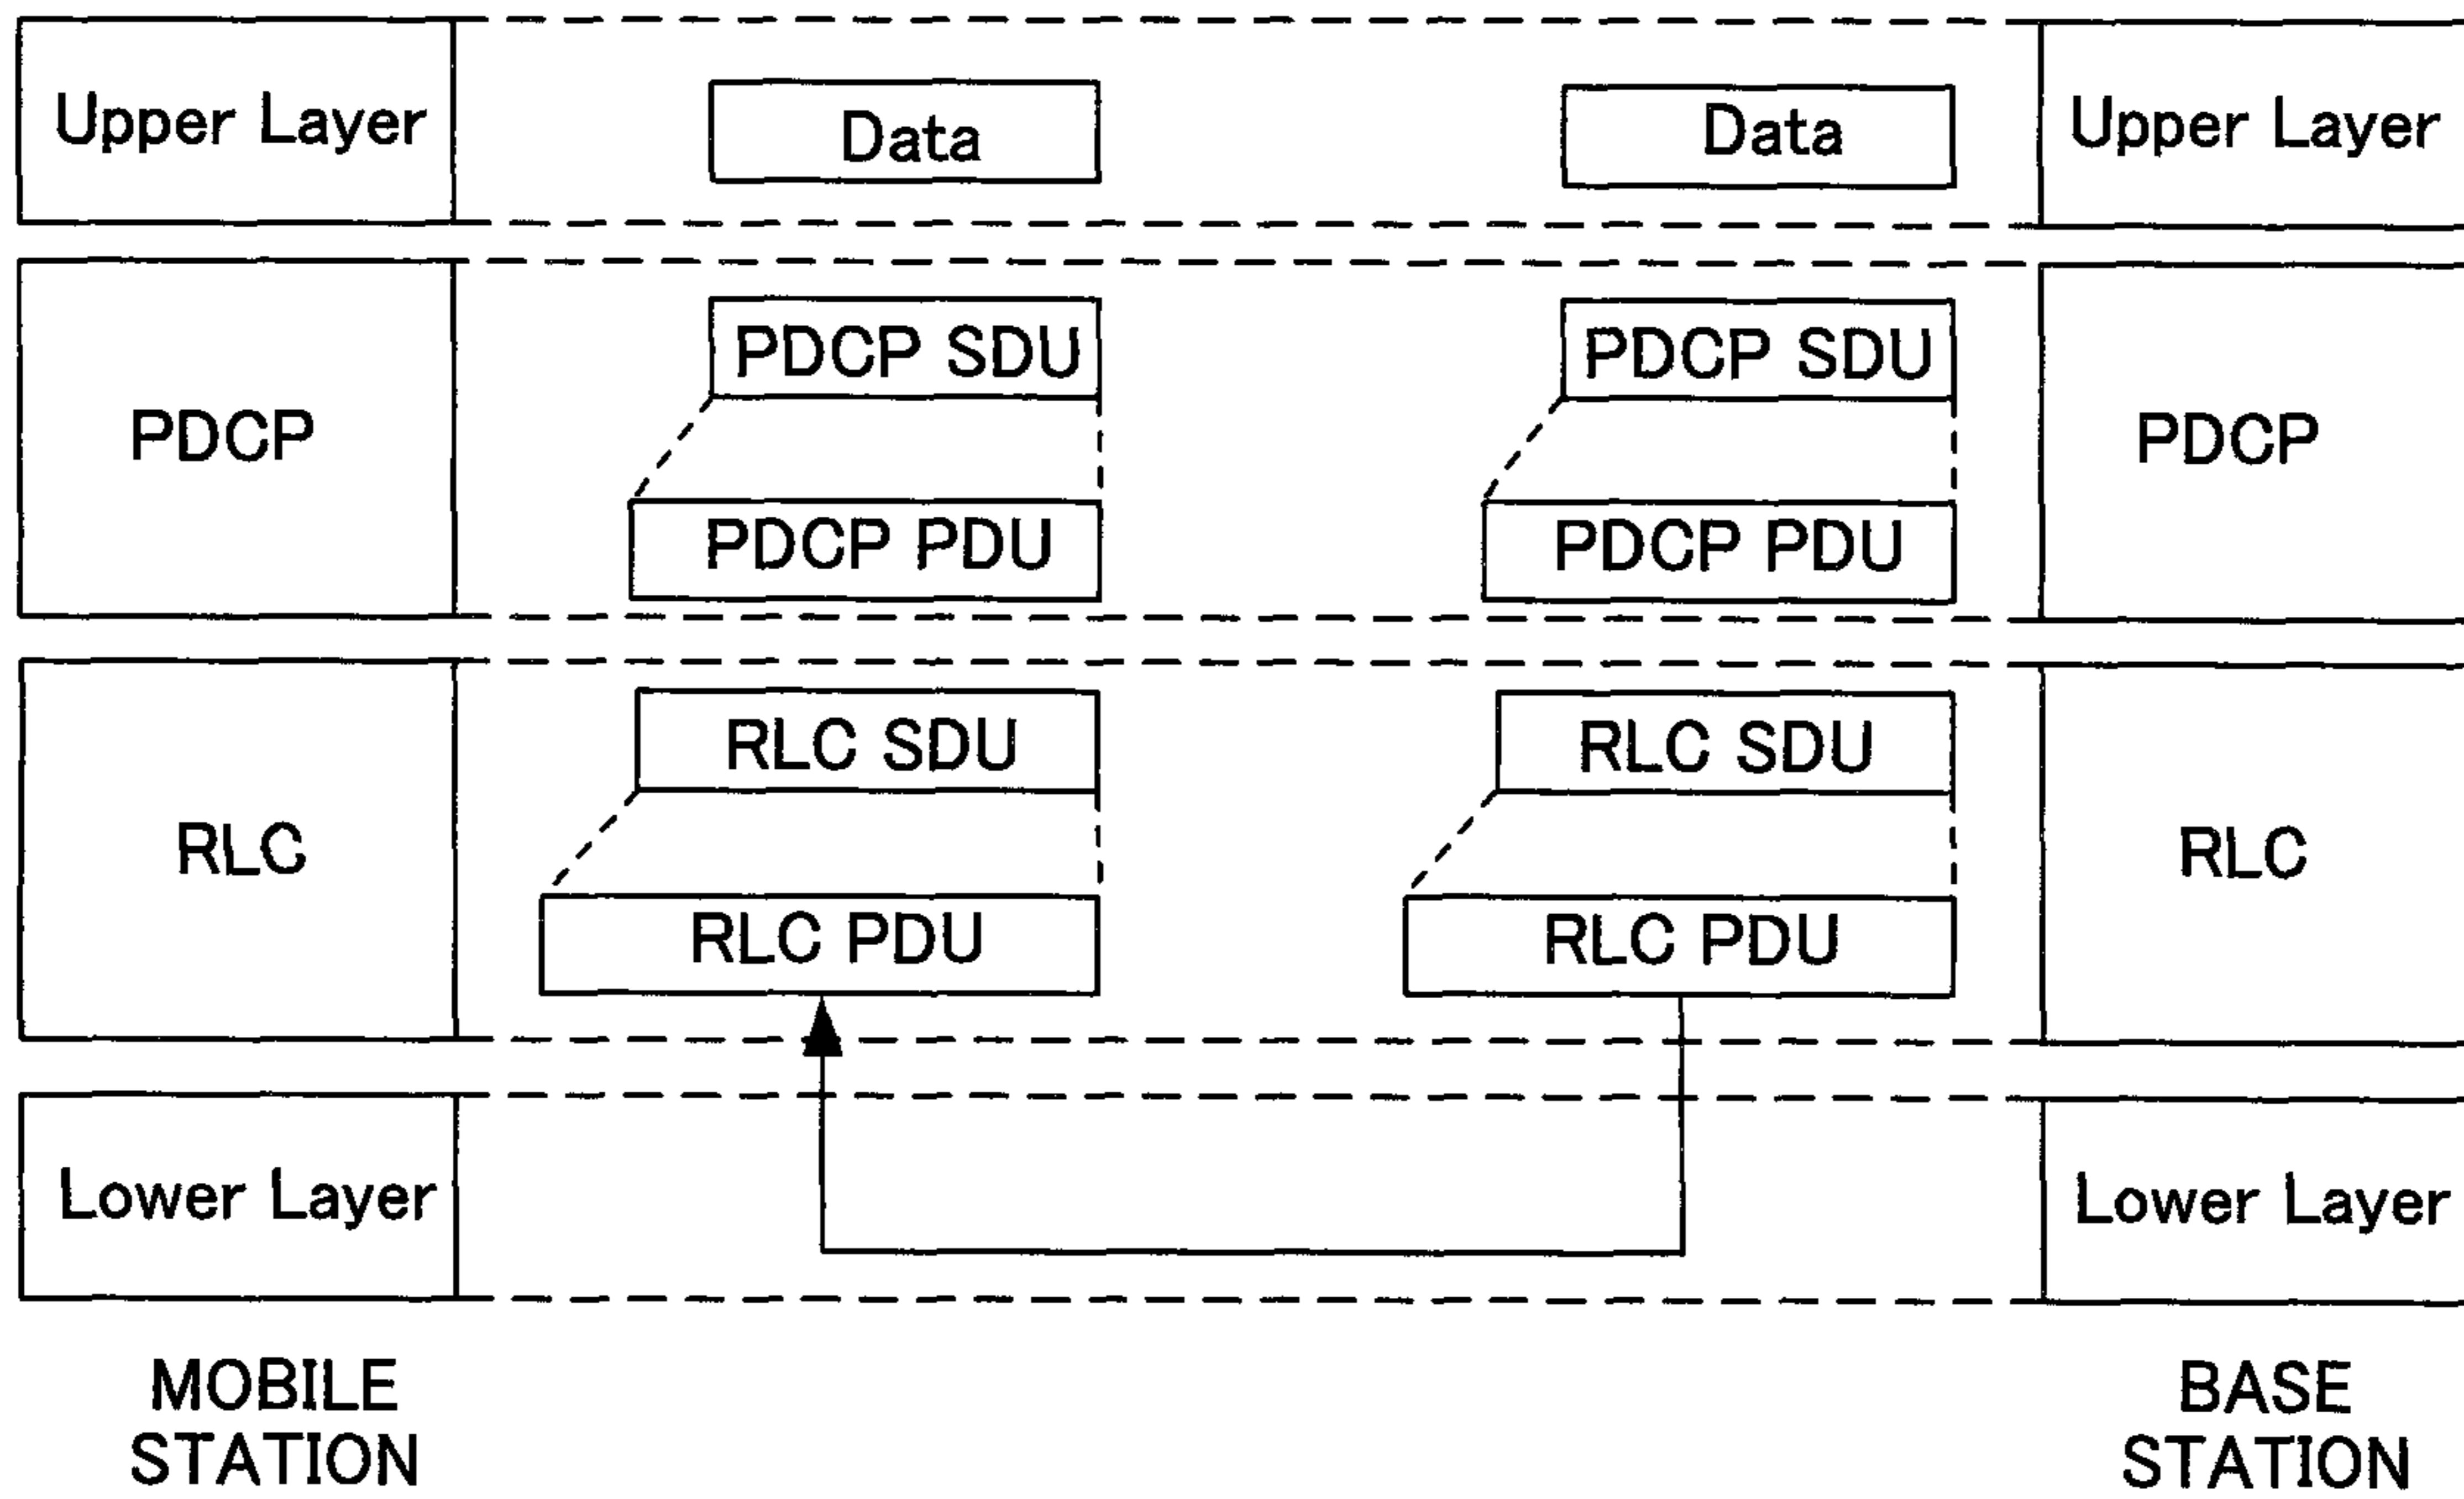 Upper Layer Data Data Upper Layer
PDCP SDU PDCP SDU
PDCP PDCP
PDCP PDU PDCP PDU
RLC SDU RLC SDU
RLC RLC
RLC PDU RLC PDU
Lower Layer Lower Layer
MOBILE BASE
STATION STATION